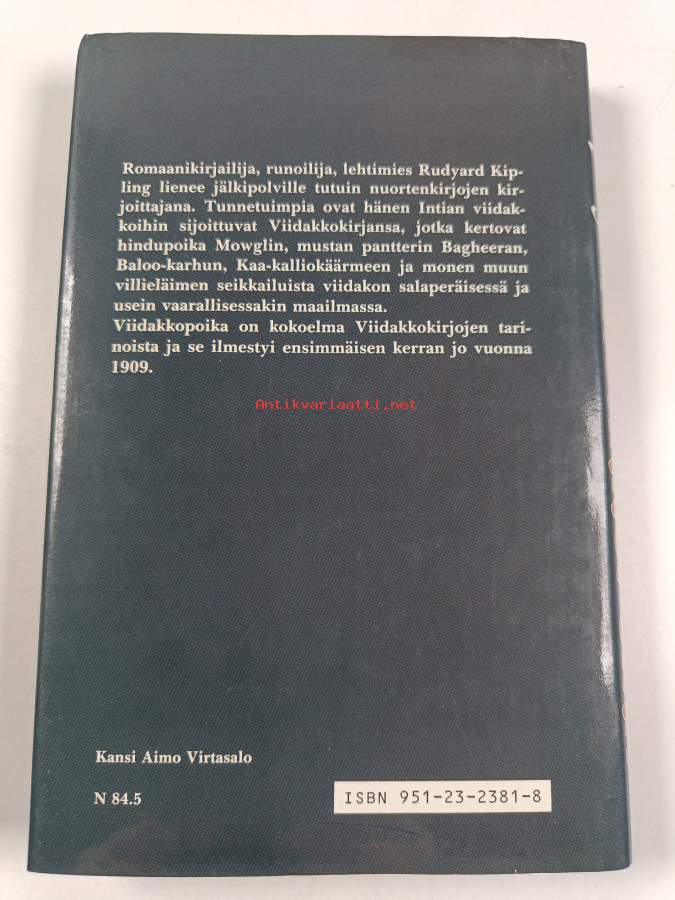 Romaanikirjailija, runoilija, lehtimies Rudyard Kip-
ling lienee jälkipolville tutuin nuortenkirjojen kir-
joittajana. Tunnetuimpia ovat hänen Intian viidak-
koihin sijoittuvat Viidakkokirjansa, jotka kertovat
hindupoika Mowglin, mustan pantterin Bagheeran,
Baloo-karhun, Kaa-kalliokäärmeen ja monen muun
villieläimen seikkailuista viidakon salaperäisessä ja
usein vaarallisessakin maailmassa.
Viidakkopoika on kokoelma Viidakkokirjojen tari-
noista ja se ilmestyi ensimmäisen kerran jo vuonna
1909.
Antikvariaatti.net
Kansi Aimo Virtasalo
N 84.5
ISBN 951-23-2381-8